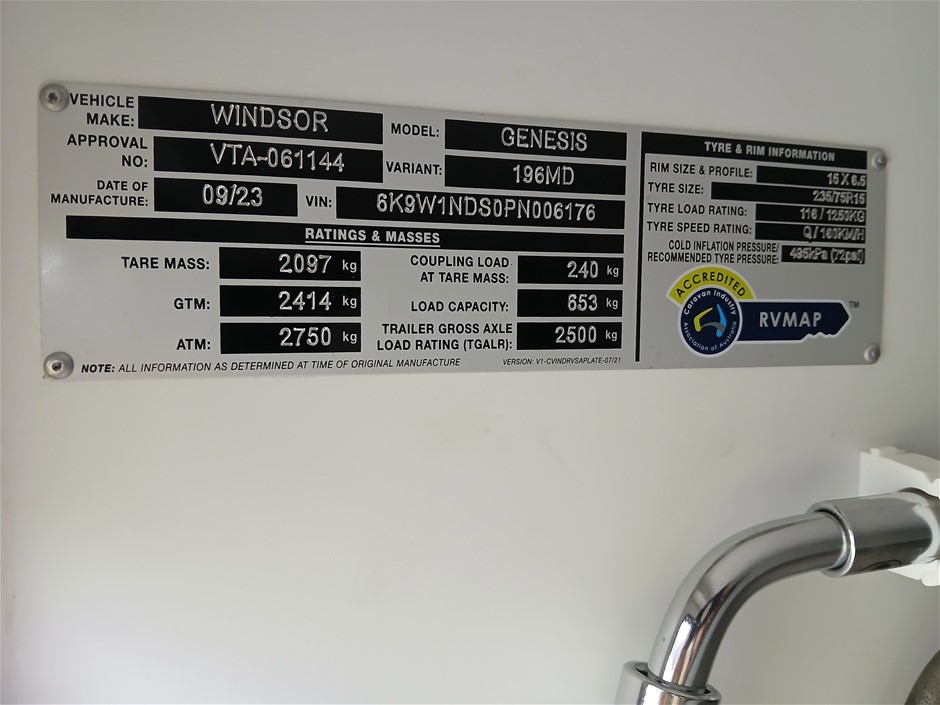 VEHICLE MAKE: WINDSOR MODEL: GENESIS
APPROVAL NO: VTA-061144 VARIANT: 196MD
DATE OF MANUFACTURE: 09/23 VIN: 6K9W1NDS0PN006176
RATINGS & MASSES
TARE MASS: 2097 kg COUPLING LOAD AT TARE MASS: 240 kg
GTM: 2414 kg LOAD CAPACITY: 653 kg
ATM: 2750 kg TRAILER GROSS AXLE LOAD RATING (TGALR): 2500 kg
NOTE: ALL INFORMATION AS DETERMINED AT TIME OF ORIGINAL MANUFACTURE VERSION: V1-CVINDRVSAPLATE-07/21
TYRE & RIM INFORMATION
RIM SIZE & PROFILE: 15 X 6.5
TYRE SIZE: 235/75R15
TYRE LOAD RATING: 116 / 1250KG
TYRE SPEED RATING: Q / 160KM/H
COLD INFLATION PRESSURE/ RECOMMENDED TYRE PRESSURE: 495kPa (72psi)
ACCREDITED
Caravan Industry Association of Australia
RVMAP ™